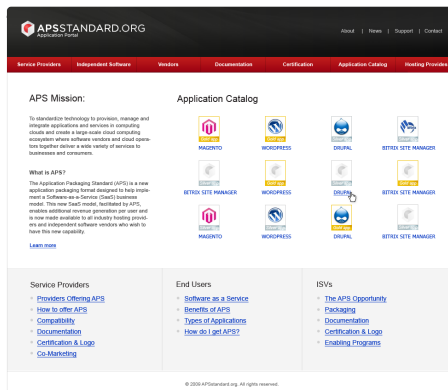 APSSTANDARD.ORG
Application Portal
About | News | Support | Contact
Service Providers Independent Software Vendors Documentation Certification Application Catalog Hosting Provides
APS Mission:
To standardize technology to provision, manage and
integrate applications and services in computing
clouds and create a large-scale cloud computing
ecosystem where software vendors and cloud opera-
tors together deliver a wide variety of services to
businesses and consumers.
What is APS?
The Application Packaging Standard (APS) is a new
application packaging format designed to help imple-
ment a Software-as-a-Service (SaaS) business
model. This new SaaS model, facilitated by APS,
enables additional revenue generation per user and
is now made available to all industry hosting provid-
ers and independent software vendors who wish to
have this new capability.
Learn more
Application Catalog
MAGENTO WORDPRESS DRUPAL BITRIX SITE MANAGER
BITRIX SITE MANAGER WORDPRESS DRUPAL BITRIX SITE MANAGER
MAGENTO WORDPRESS DRUPAL BITRIX SITE MANAGER
Service Providers
Providers Offering APS
How to offer APS
Compatibility
Documentation
Certification & Logo
Co-Marketing
End Users
Software as a Service
Benefits of APS
Types of Applications
How do I get APS?
ISVs
The APS Opportunity
Packaging
Documentation
Certification & Logo
Enabling Programs
© 2009 APSstandard.org. All rights reserved.